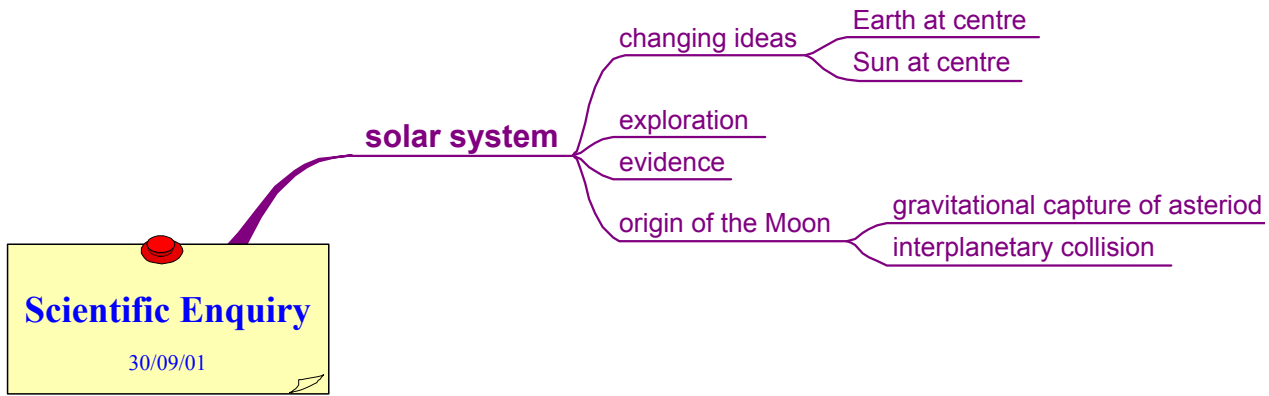 Scientific Enquiry
30/09/01
solar system
changing ideas
Earth at centre
Sun at centre
exploration
evidence
origin of the Moon
gravitational capture of asteriod
interplanetary collision